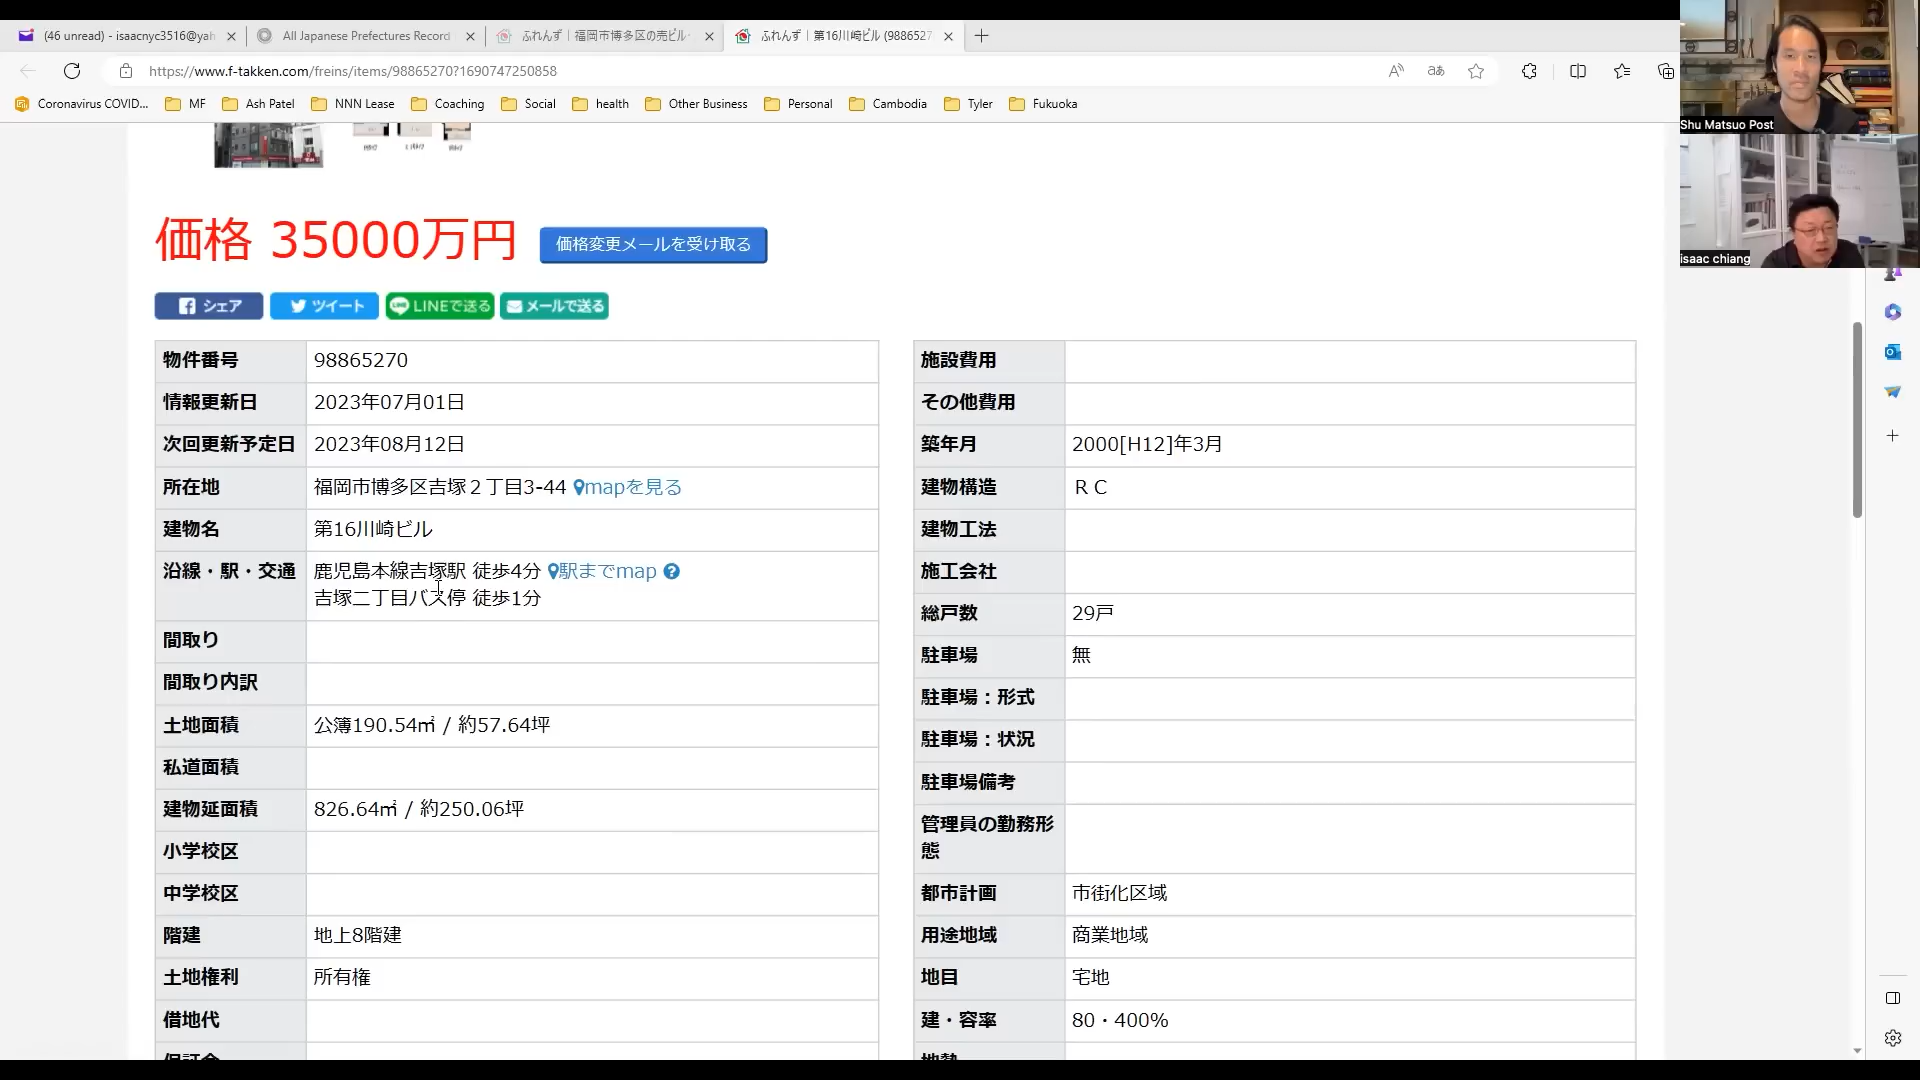 (46 unread) - isaacnyc3516@yah
All Japanese Prefectures Record
ふれんず｜福岡市博多区の売ビル・
ふれんず｜第16川崎ビル (9886527
https://www.f-takken.com/freins/items/98865270?1690747250858
Coronavirus COVID...
MF
Ash Patel
NNN Lease
Coaching
Social
health
Other Business
Personal
Cambodia
Tyler
Fukuoka
Shu Matsuo Post
isaac chiang
価格 35000万円
価格変更メールを受け取る
シェア
ツイート
LINEで送る
メールで送る
物件番号 98865270
情報更新日 2023年07月01日
次回更新予定日 2023年08月12日
所在地 福岡市博多区吉塚２丁目3-44 mapを見る
建物名 第16川崎ビル
沿線・駅・交通 鹿児島本線吉塚駅 徒歩4分 駅までmap
吉塚二丁目バス停 徒歩1分
間取り
間取り内訳
土地面積 公簿190.54㎡ / 約57.64坪
私道面積
建物延面積 826.64㎡ / 約250.06坪
小学校区
中学校区
階建 地上8階建
土地権利 所有権
借地代
保証金
施設費用
その他費用
築年月 2000[H12]年3月
建物構造 ＲＣ
建物工法
施工会社
総戸数 29戸
駐車場 無
駐車場：形式
駐車場：状況
駐車場備考
管理員の勤務形
態
都市計画 市街化区域
用途地域 商業地域
地目 宅地
建・容率 80・400%
地勢